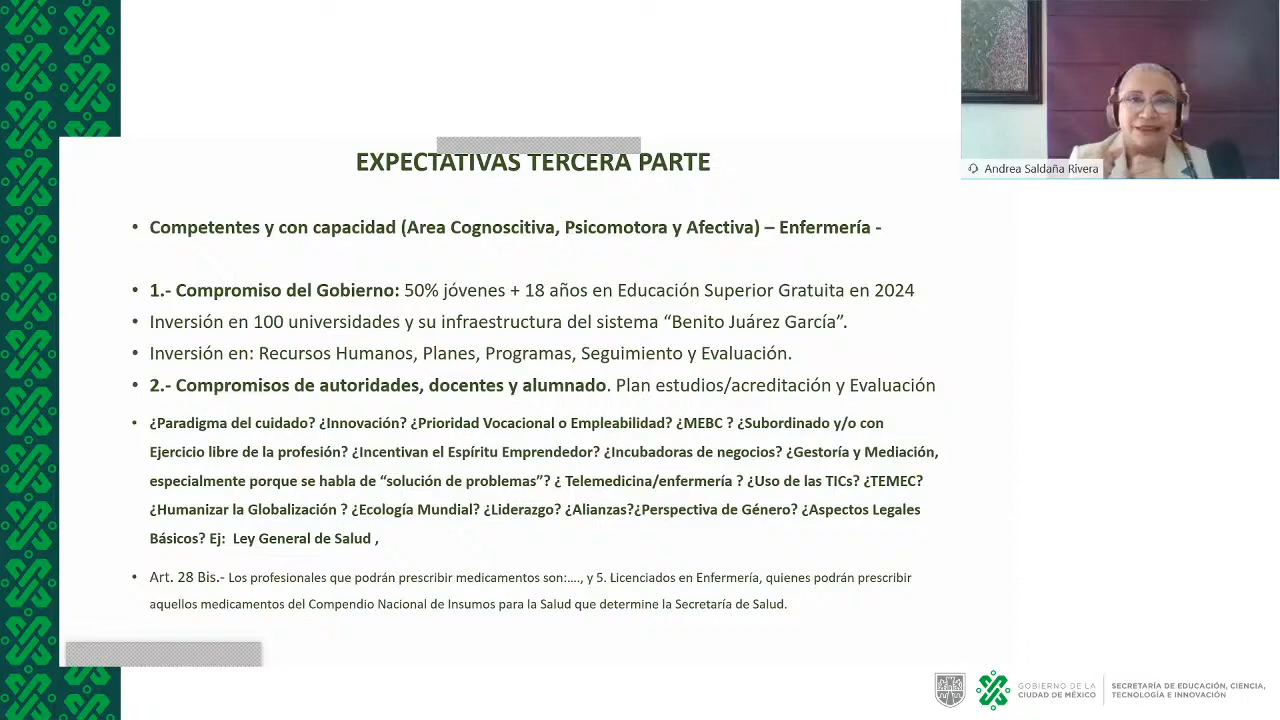 Andrea Saldaña Rivera
EXPECTATIVAS TERCERA PARTE
• Competentes y con capacidad (Area Cognoscitiva, Psicomotora y Afectiva) – Enfermería -
• 1.- Compromiso del Gobierno: 50% jóvenes + 18 años en Educación Superior Gratuita en 2024
• Inversión en 100 universidades y su infraestructura del sistema “Benito Juárez García”.
• Inversión en: Recursos Humanos, Planes, Programas, Seguimiento y Evaluación.
• 2.- Compromisos de autoridades, docentes y alumnado. Plan estudios/acreditación y Evaluación
• ¿Paradigma del cuidado? ¿Innovación? ¿Prioridad Vocacional o Empleabilidad? ¿MEBC ? ¿Subordinado y/o con
Ejercicio libre de la profesión? ¿Incentivan el Espíritu Emprendedor? ¿Incubadoras de negocios? ¿Gestoría y Mediación,
especialmente porque se habla de “solución de problemas”? ¿ Telemedicina/enfermería ? ¿Uso de las TICs? ¿TEMEC?
¿Humanizar la Globalización ? ¿Ecología Mundial? ¿Liderazgo? ¿Alianzas?¿Perspectiva de Género? ¿Aspectos Legales
Básicos? Ej: Ley General de Salud ,
• Art. 28 Bis.- Los profesionales que podrán prescribir medicamentos son:...., y 5. Licenciados en Enfermería, quienes podrán prescribir
aquellos medicamentos del Compendio Nacional de Insumos para la Salud que determine la Secretaría de Salud.
GOBIERNO DE LA
CIUDAD DE MÉXICO
SECRETARÍA DE EDUCACIÓN, CIENCIA,
TECNOLOGÍA E INNOVACIÓN